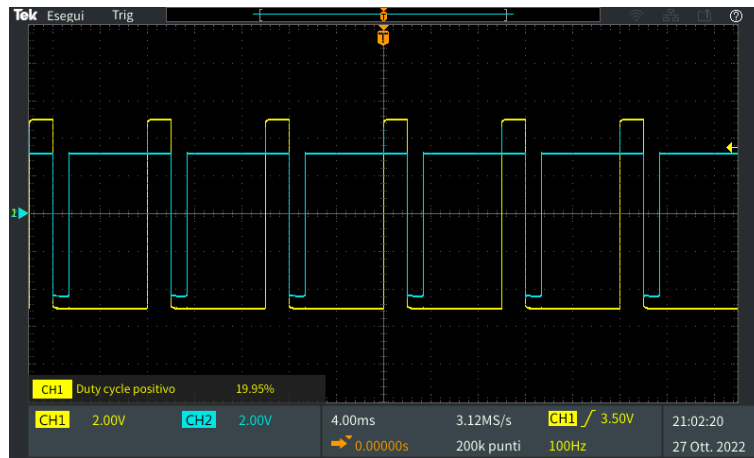 Tek Esegui Trig
T
T
1
CH1 Duty cycle positivo 19.95%
CH1 2.00V CH2 2.00V 4.00ms 3.12MS/s CH1 3.50V 21:02:20
0.00000s 200k punti 100Hz 27 Ott. 2022